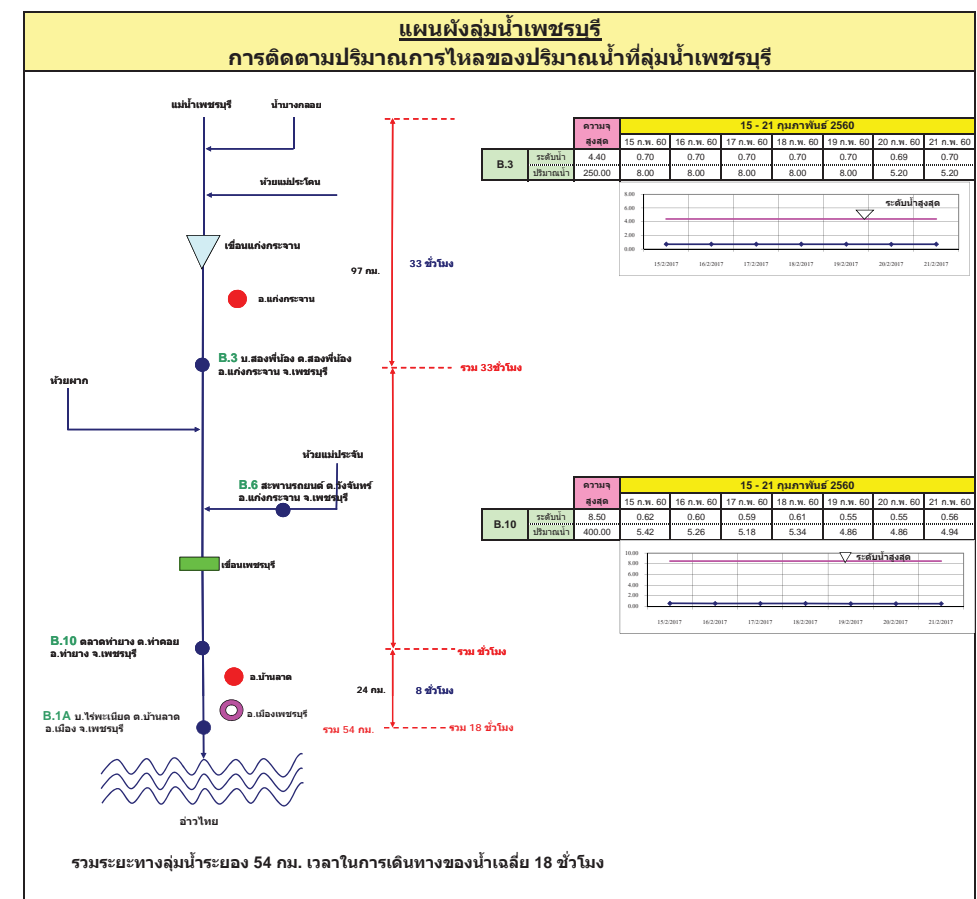 แผนผังลุ่มน้ำเพชรบุรี
การติดตามปริมาณการไหลของปริมาณน้ำที่ลุ่มน้ำเพชรบุรี
แม่น้ำเพชรบุรี
น้ำบางกลอย
ห้วยแม่ประโดน
เขื่อนแก่งกระจาน
97 กม.
33 ชั่วโมง
อ.แก่งกระจาน
B.3 บ.สองพี่น้อง ต.สองพี่น้อง
อ.แก่งกระจาน จ.เพชรบุรี
รวม 33ชั่วโมง
ห้วยผาก
ห้วยแม่ประจัน
B.6 สะพานรถยนต์ ต.วังจันทร์
อ.แก่งกระจาน จ.เพชรบุรี
เขื่อนเพชรบุรี
B.10 ตลาดท่ายาง ต.ท่าคอย
อ.ท่ายาง จ.เพชรบุรี
รวม ชั่วโมง
อ.บ้านลาด
24 กม.
8 ชั่วโมง
อ.เมืองเพชรบุรี
B.1A บ.ไร่พะเนียด ต.บ้านลาด
อ.เมือง จ.เพชรบุรี
รวม 54 กม.
รวม 18 ชั่วโมง
อ่าวไทย
รวมระยะทางลุ่มน้ำระยอง 54 กม. เวลาในการเดินทางของน้ำเฉลี่ย 18 ชั่วโมง
ความจุ 15 - 21 กุมภาพันธ์ 2560
สูงสุด 15 ก.พ. 60 16 ก.พ. 60 17 ก.พ. 60 18 ก.พ. 60 19 ก.พ. 60 20 ก.พ. 60 21 ก.พ. 60
B.3
ระดับน้ำ 4.40 0.70 0.70 0.70 0.70 0.70 0.69 0.70
ปริมาณน้ำ 250.00 8.00 8.00 8.00 8.00 8.00 5.20 5.20
8.00
6.00
4.00
2.00
0.00
ระดับน้ำสูงสุด
15/2/2017 16/2/2017 17/2/2017 18/2/2017 19/2/2017 20/2/2017 21/2/2017
ความจุ 15 - 21 กุมภาพันธ์ 2560
สูงสุด 15 ก.พ. 60 16 ก.พ. 60 17 ก.พ. 60 18 ก.พ. 60 19 ก.พ. 60 20 ก.พ. 60 21 ก.พ. 60
B.10
ระดับน้ำ 8.50 0.62 0.60 0.59 0.61 0.55 0.55 0.56
ปริมาณน้ำ 400.00 5.42 5.26 5.18 5.34 4.86 4.86 4.94
10.00
8.00
6.00
4.00
2.00
0.00
ระดับน้ำสูงสุด
15/2/2017 16/2/2017 17/2/2017 18/2/2017 19/2/2017 20/2/2017 21/2/2017